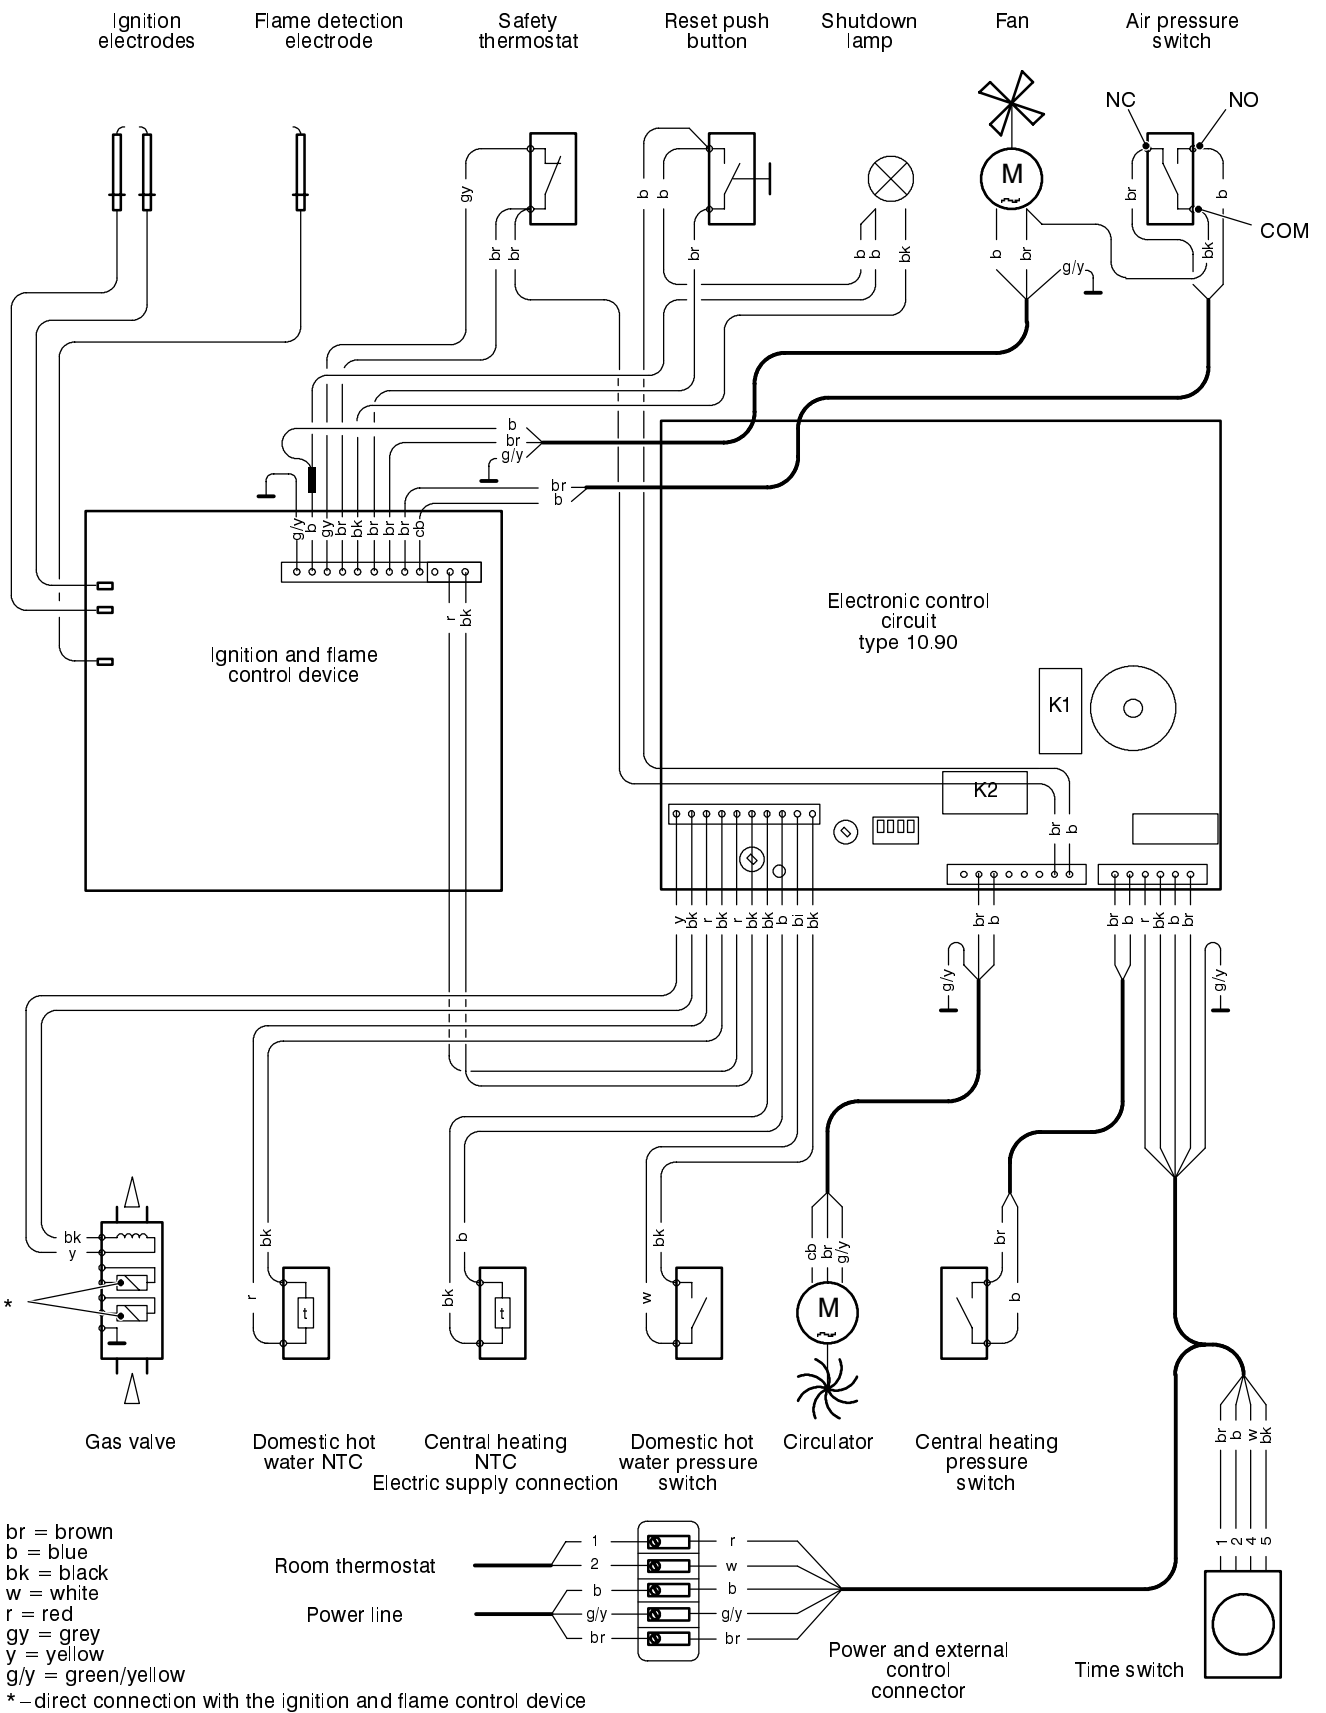 Ignition
electrodes
Flame detection
electrode
Safety
thermostat
Reset push
button
Shutdown
lamp
Fan
Air pressure
switch
NC
NO
COM
M
gy
br
br
b
b
br
b
b
bk
b
br
g/y
br
b
bk
b
br
g/y
br
b
g/y
b
gy
br
bk
br
br
br
cb
r
bk
Ignition and flame
control device
Electronic control
circuit
type 10.90
K1
K2
br
b
y
bk
r
bk
r
bk
bk
b
bi
bk
br
b
br
b
r
bk
b
br
g/y
g/y
bk
y
*
bk
r
t
b
bk
t
bk
w
cb
br
g/y
M
br
b
Gas valve
Domestic hot
water NTC
Central heating
NTC
Electric supply connection
Domestic hot
water pressure
switch
Circulator
Central heating
pressure
switch
br
b
w
bk
1
2
4
5
br = brown
b = blue
bk = black
w = white
r = red
gy = grey
y = yellow
g/y = green/yellow
* – direct connection with the ignition and flame control device
Room thermostat
Power line
1
2
b
g/y
br
r
w
b
g/y
br
Power and external
control
connector
Time switch